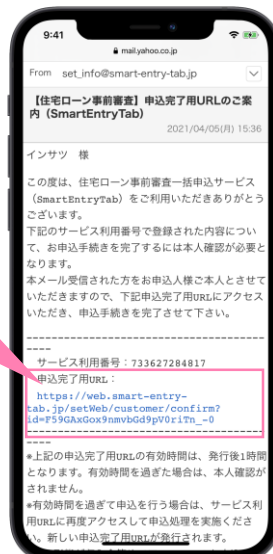 9:41
mail.yahoo.co.jp
From set_info@smart-entry-tab.jp
【住宅ローン事前審査】申込完了用URLのご案
内（SmartEntryTab）
2021/04/05(月) 15:36
インサツ 様
この度は、住宅ローン事前審査一括申込サービス
（SmartEntryTab）をご利用いただきありがとう
ございます。
下記のサービス利用番号で登録された内容につい
て、お申込手続きを完了するには本人確認が必要と
なります。
本メール受信された方をお申込人様ご本人とさせて
いただきますので、下記申込完了用URLにアクセス
いただき、申込手続きを完了させて下さい。
----------------------------------------
----
サービス利用番号：733627284817
申込完了用URL：
https://web.smart-entry-
tab.jp/setWeb/customer/confirm?
id=F59GAxGox9nmvbGd9pV0riTn_-0
----------------------------------------
----
*上記の申込完了用URLの有効時間は、発行後1時間
となります。有効時間を過ぎた場合は、本人確認が
されません。
*有効時間を過ぎて申込を行う場合は、サービス利
用URLに再度アクセスして申込処理を実施くださ
い。新しい申込完了用URLが発行されます。